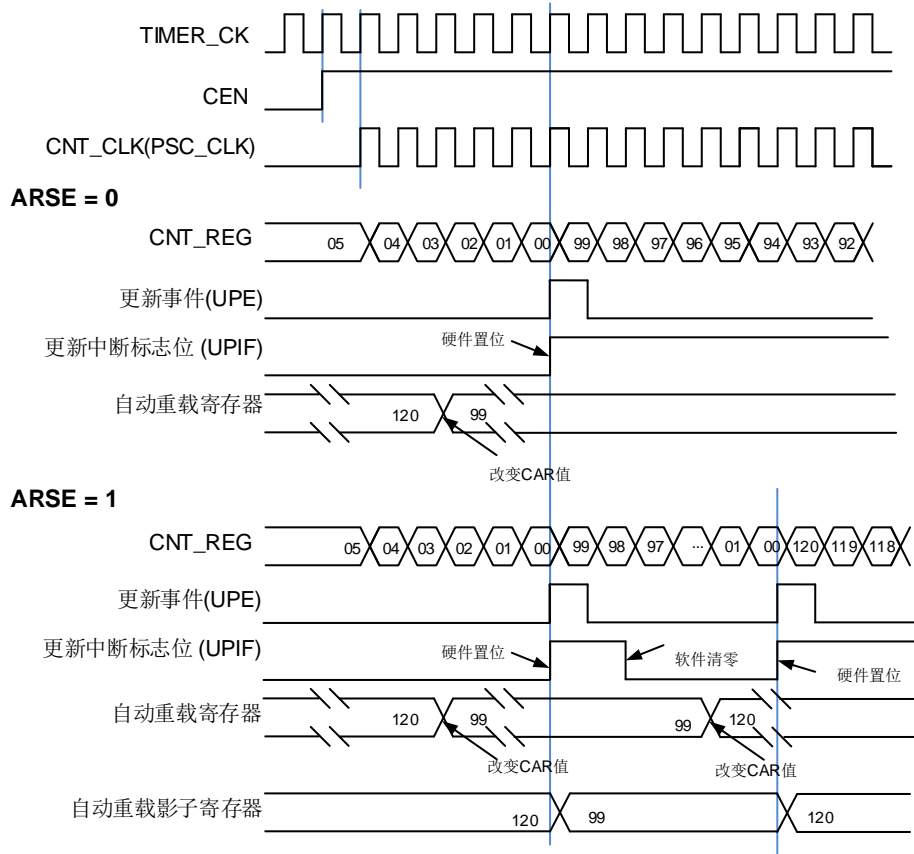 TIMER_CK
CEN
CNT_CLK(PSC_CLK)
ARSE = 0
CNT_REG 05 04 03 02 01 00 99 98 97 96 95 94 93 92
更新事件(UPE)
更新中断标志位 (UPIF) 硬件置位
自动重载寄存器 120 99
改变CAR值
ARSE = 1
CNT_REG 05 04 03 02 01 00 99 98 97 ... 01 00 120 119 118
更新事件(UPE)
更新中断标志位 (UPIF) 硬件置位 软件清零 硬件置位
自动重载寄存器 120 99 99 120
改变CAR值 改变CAR值
自动重载影子寄存器 120 99 120